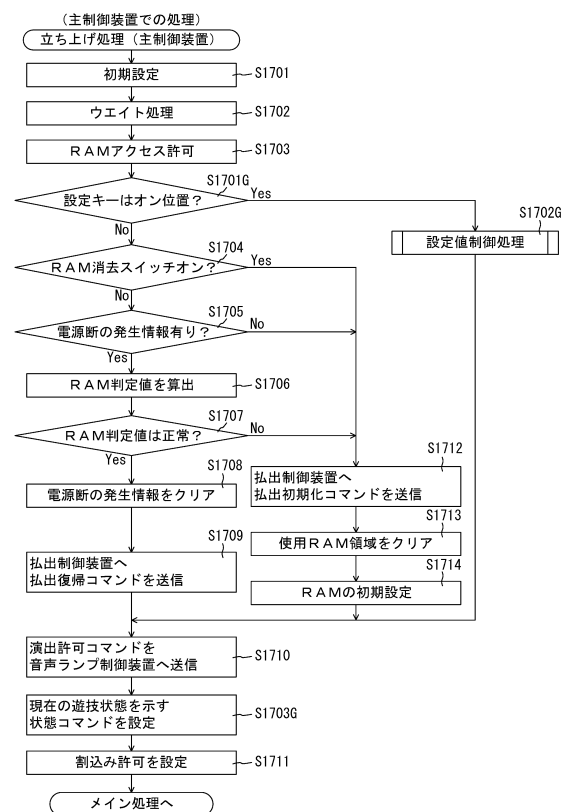 (主制御装置での処理)
立ち上げ処理(主制御装置)
初期設定
S1701
ウエイト処理
S1702
RAMアクセス許可
S1703
設定キーはオン位置?
S1701G
Yes
No
設定値制御処理
S1702G
RAM消去スイッチオン?
S1704
Yes
No
電源断の発生情報有り?
S1705
No
Yes
RAM判定値を算出
S1706
RAM判定値は正常?
S1707
No
Yes
電源断の発生情報をクリア
S1708
払出制御装置へ
払出復帰コマンドを送信
S1709
払出制御装置へ
払出初期化コマンドを送信
S1712
使用RAM領域をクリア
S1713
RAMの初期設定
S1714
演出許可コマンドを
音声ランプ制御装置へ送信
S1710
現在の遊技状態を示す
状態コマンドを設定
S1703G
割込み許可を設定
S1711
メイン処理へ